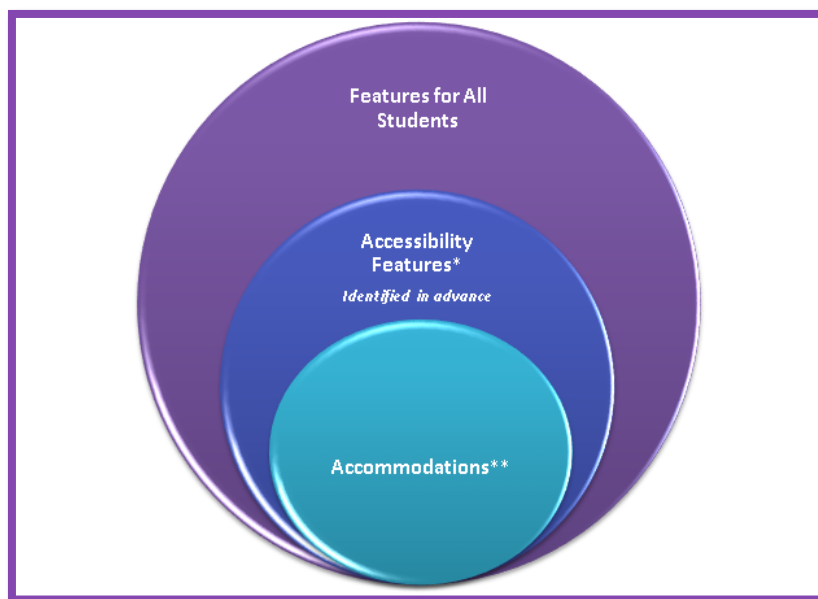 Features for All
Students
Accessibility
Features*
Identified in advance
Accommodations**